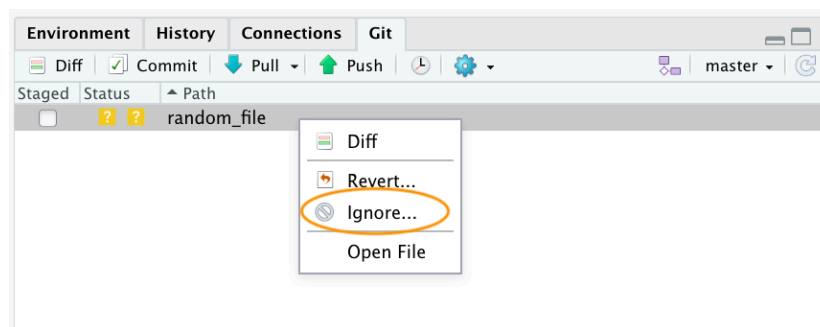 Environment History Connections Git
Diff Commit Pull Push master
Staged Status Path
? ? random_file
Diff
Revert...
Ignore...
Open File